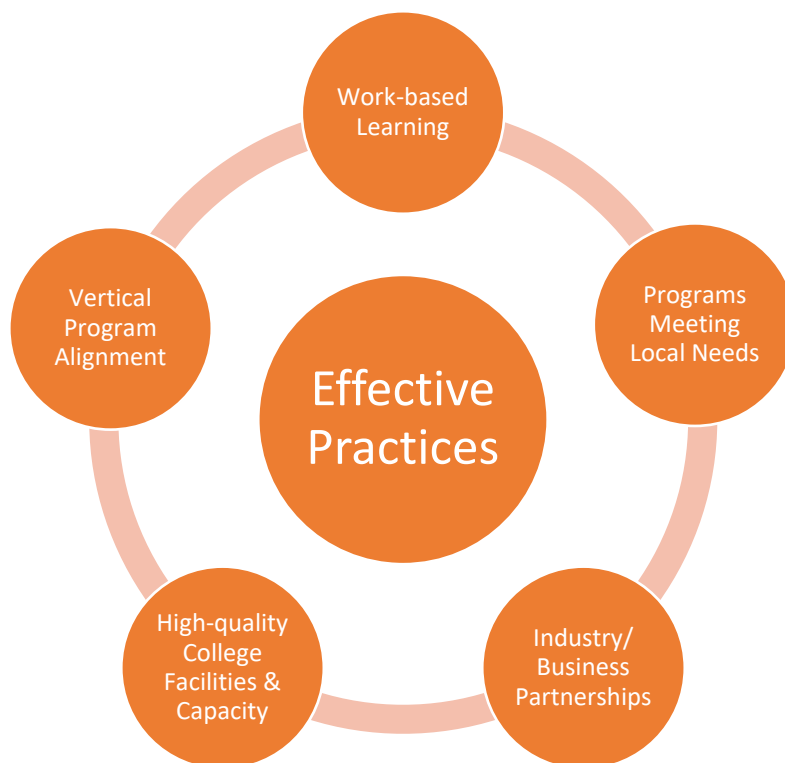 Work-based
Learning
Programs
Meeting
Local Needs
Industry/
Business
Partnerships
High-quality
College
Facilities &
Capacity
Vertical
Program
Alignment
Effective
Practices